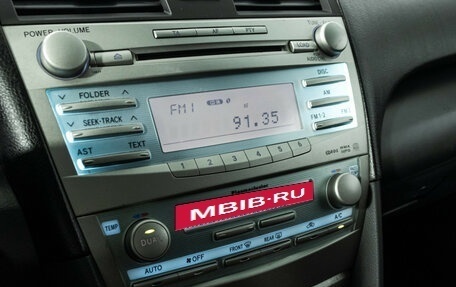 POWER VOLUME
TA AF PTY
LOAD
TUNE
FOLDER
SEEK-TRACK
AST TEXT
FM1
91.35
DISC
AM
FM1·2
1 2 3 4 5 6
MBIB-RU
TEMP
DUAL
AUTO
OFF
FRONT
REAR
A/C